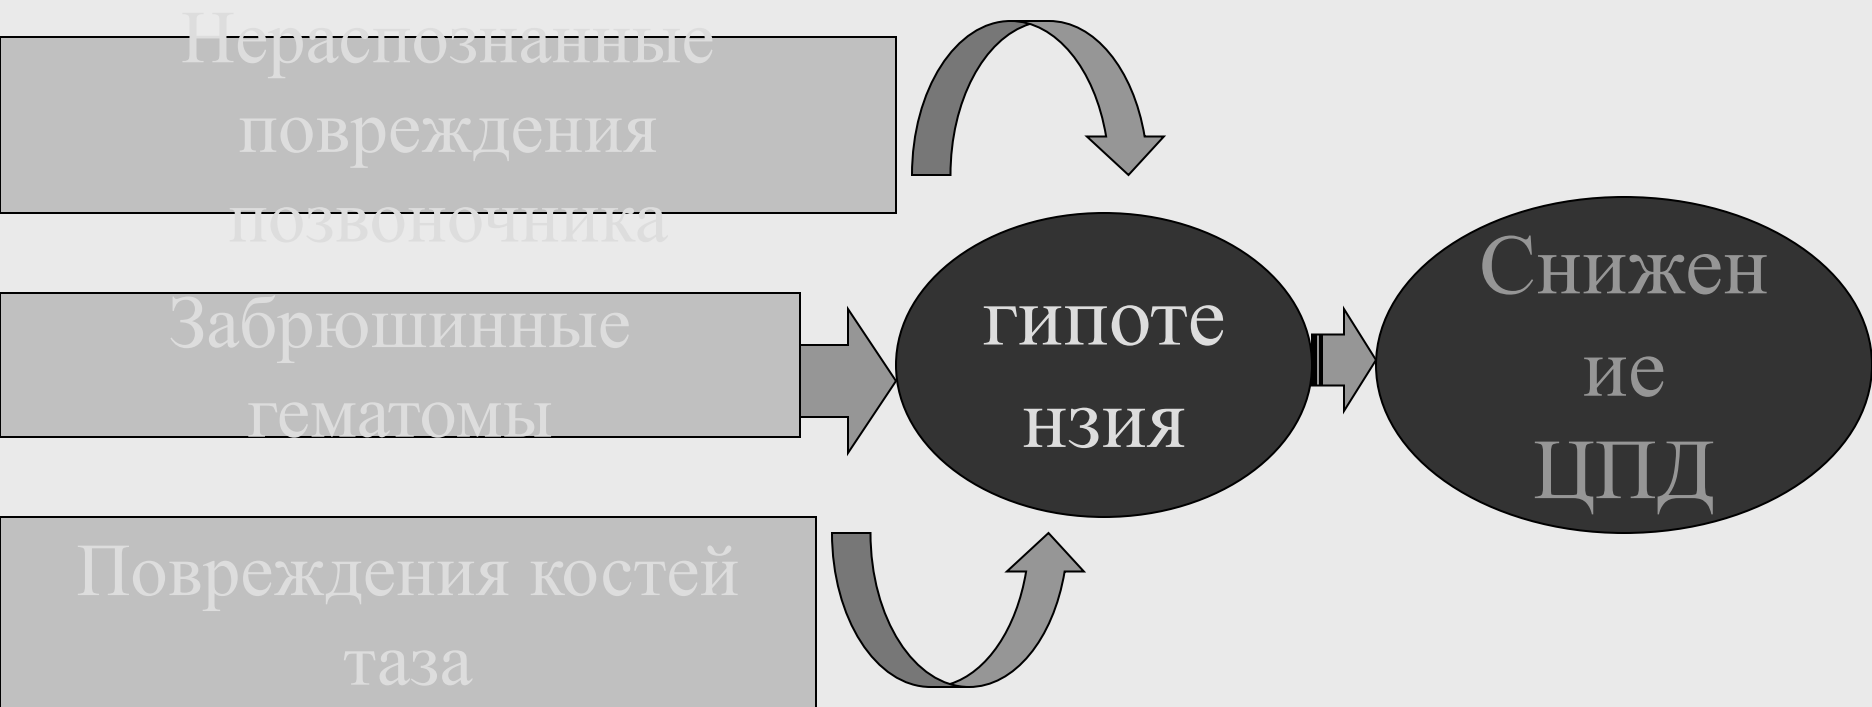 Нераспознанные
повреждения
позвоночника
Забрюшинные
гематомы
Повреждения костей
таза
гипоте
нзия
Снижен
ие
ЦПД